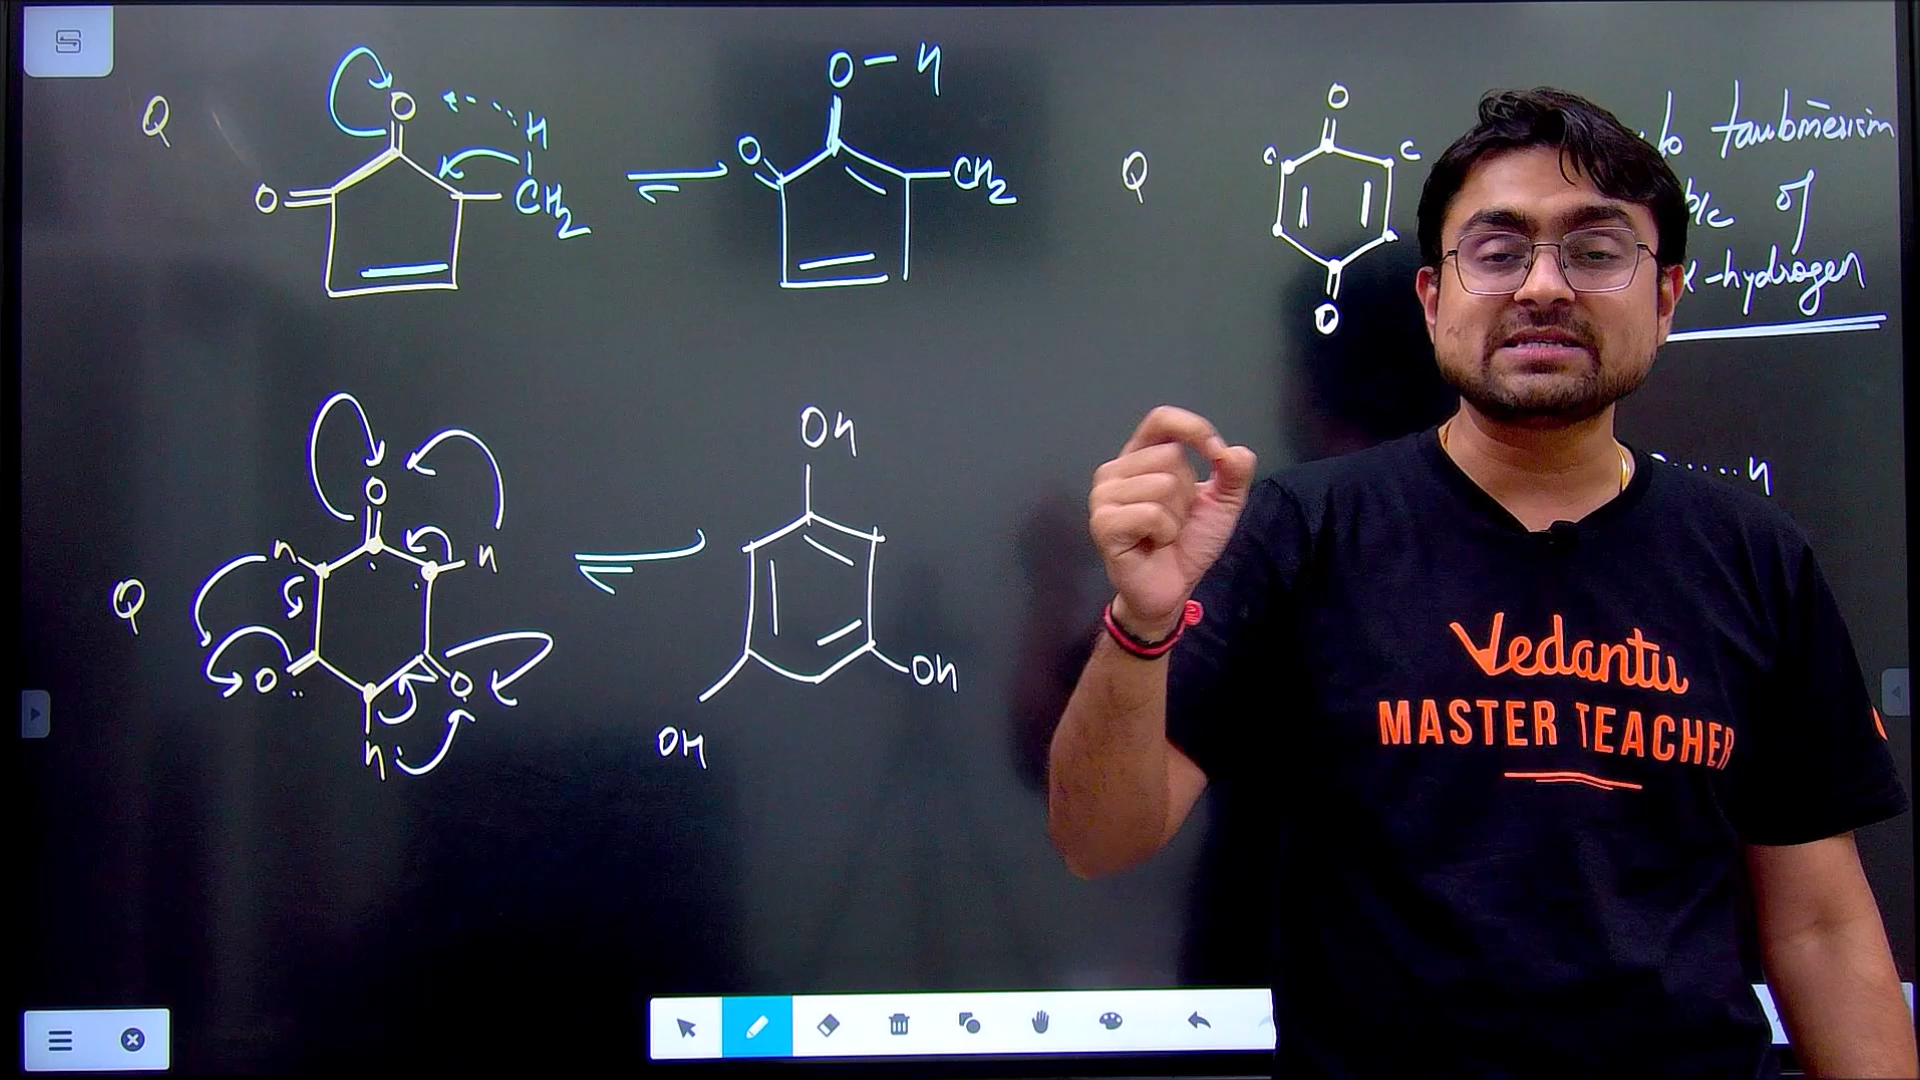 Q
O
H
O
CH2
O-H
O
CH2
Q
O
C
C
O
tautomerism
of
α-hydrogen
Q
O
H
H
O
O
H
OH
OH
OH
H
Vedantu
MASTER TEACHER